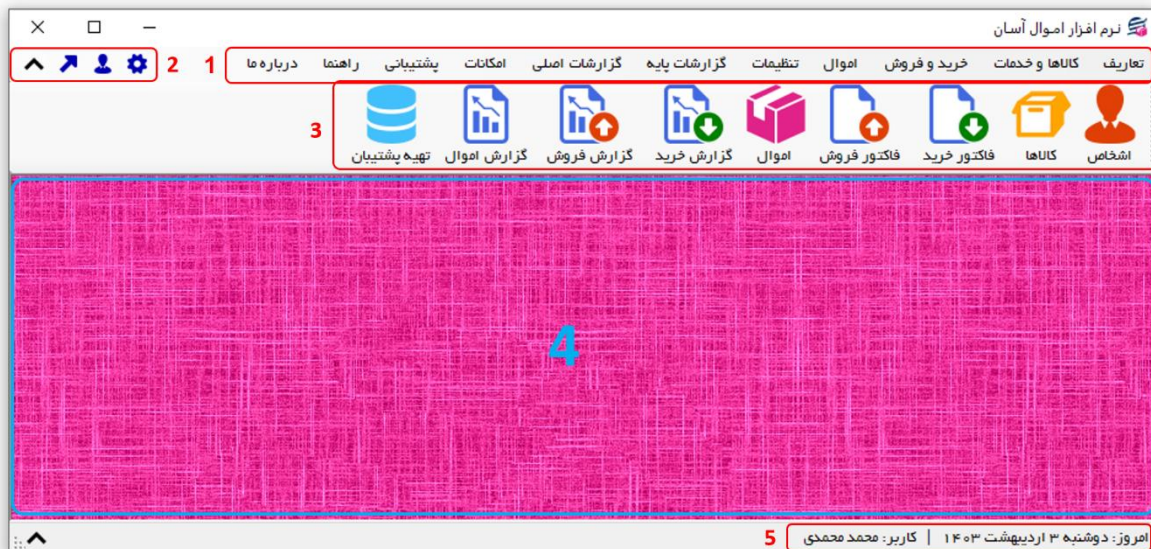 نرم افزار اموال آسان
تعاریف کالاها و خدمات خرید و فروش اموال تنظیمات گزارشات پایه گزارشات اصلی امکانات پشتیبانی راهنما درباره ما 1 2
3
اشخاص کالاها فاکتور خرید فاکتور فروش اموال گزارش خرید گزارش فروش گزارش اموال تهیه پشتیبان
4
امروز: دوشنبه ۳ اردیبهشت ۱۴۰۳ | کاربر: محمد محمدی 5